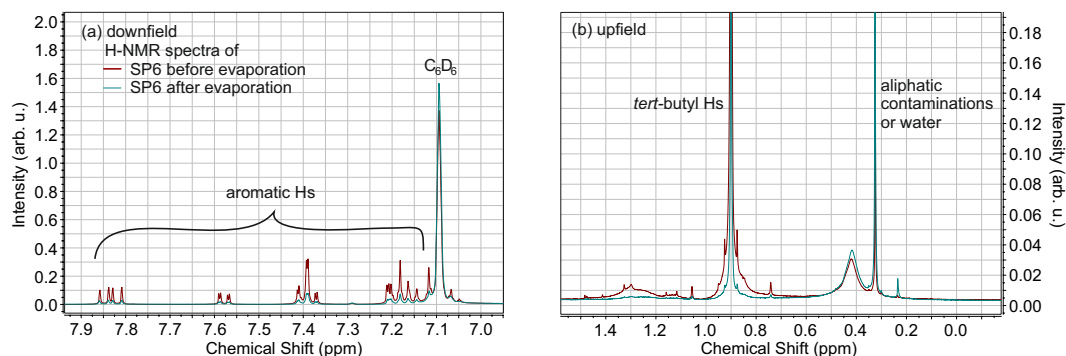 (a) downfield
H-NMR spectra of
SP6 before evaporation
SP6 after evaporation
C₆D₆
aromatic Hs
Intensity (arb. u.)
2.0
1.8
1.6
1.4
1.2
1.0
0.8
0.6
0.4
0.2
0.0
7.9 7.8 7.7 7.6 7.5 7.4 7.3 7.2 7.1 7.0
Chemical Shift (ppm)
(b) upfield
tert-butyl Hs
aliphatic
contaminations
or water
0.18
0.16
0.14
0.12
0.10
0.08
0.06
0.04
0.02
0.00
Intensity (arb. u.)
1.4 1.2 1.0 0.8 0.6 0.4 0.2 0.0
Chemical Shift (ppm)